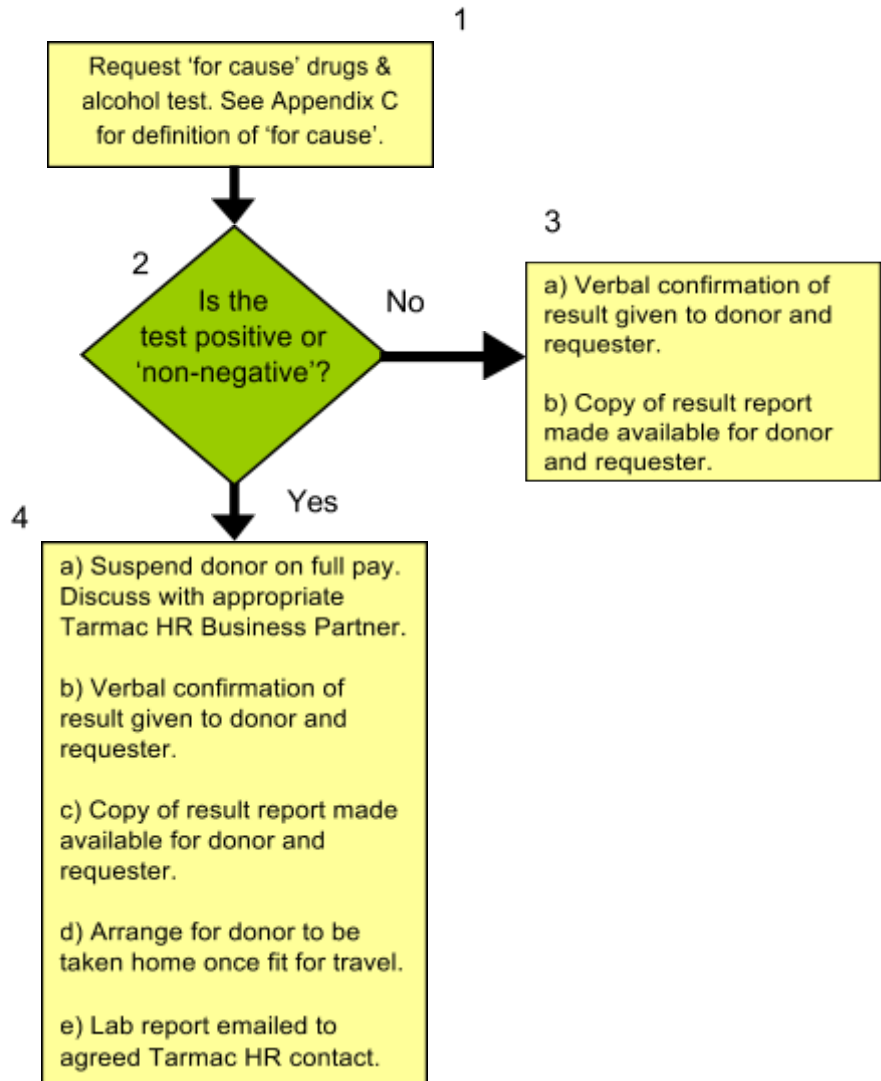 1
Request ‘for cause’ drugs &
alcohol test. See Appendix C
for definition of ‘for cause’.
2
Is the
test positive or
‘non-negative’?
No
3
a) Verbal confirmation of
result given to donor and
requester.
b) Copy of result report
made available for donor
and requester.
Yes
4
a) Suspend donor on full pay.
Discuss with appropriate
Tarmac HR Business Partner.
b) Verbal confirmation of
result given to donor and
requester.
c) Copy of result report made
available for donor and
requester.
d) Arrange for donor to be
taken home once fit for travel.
e) Lab report emailed to
agreed Tarmac HR contact.